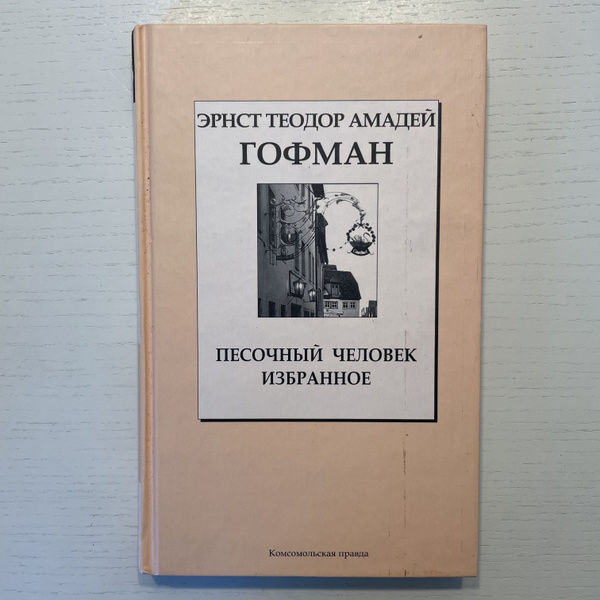 ЭРНСТ ТЕОДОР АМАДЕЙ
ГОФМАН
ПЕСОЧНЫЙ ЧЕЛОВЕК
ИЗБРАННОЕ
Комсомольская правда